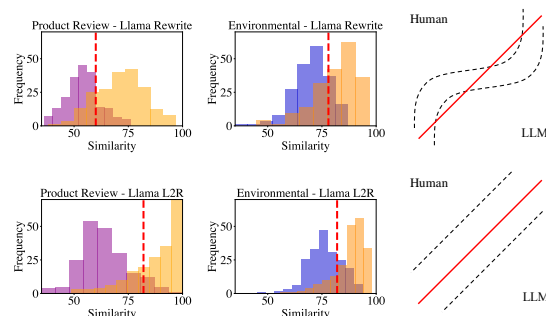 Product Review - Llama Rewrite
Frequency
50
25
0
50
75
100
Similarity
Environmental - Llama Rewrite
Frequency
50
25
0
50
75
100
Similarity
Human
LLM
Product Review - Llama L2R
Frequency
50
25
0
50
75
100
Similarity
Environmental - Llama L2R
Frequency
50
25
0
50
75
100
Similarity
Human
LLM